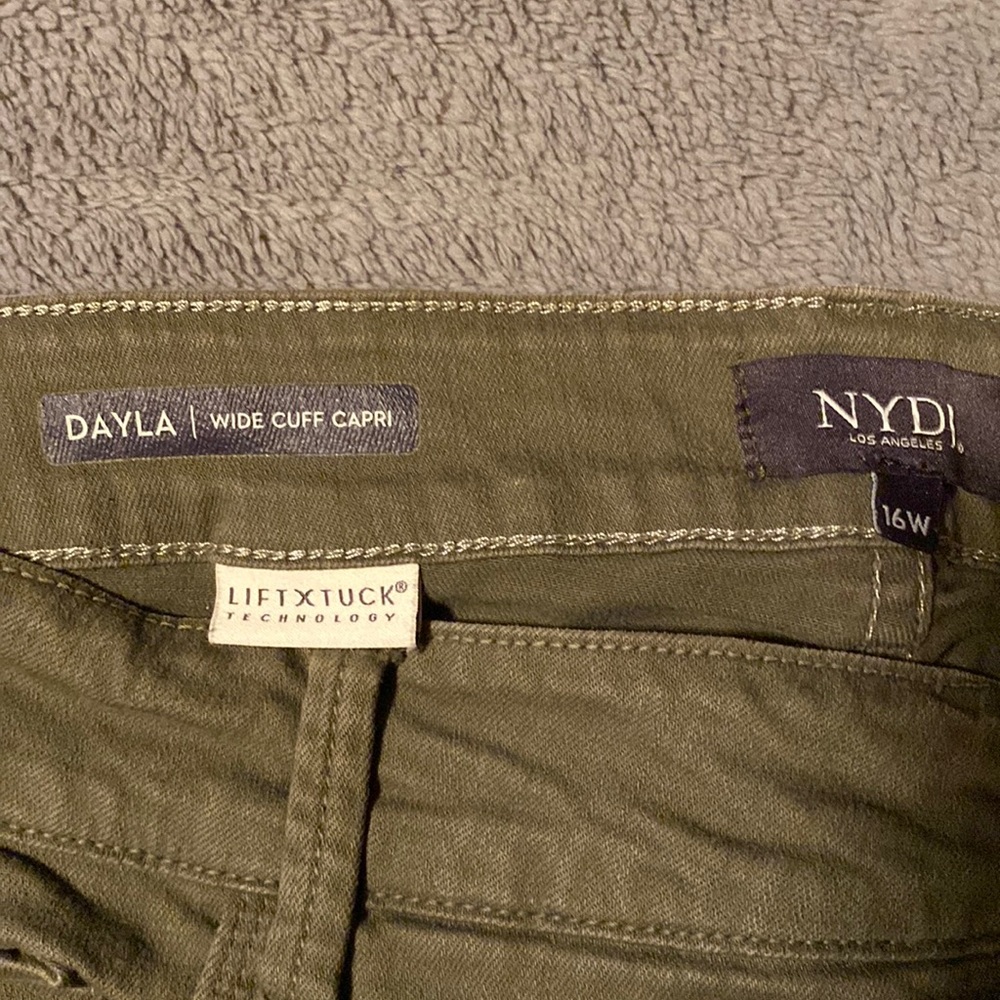 DAYLA | WIDE CUFF CAPRI
NYDJ®
LOS ANGELES
16W
LIFTXTUCK®
TECHNOLOGY